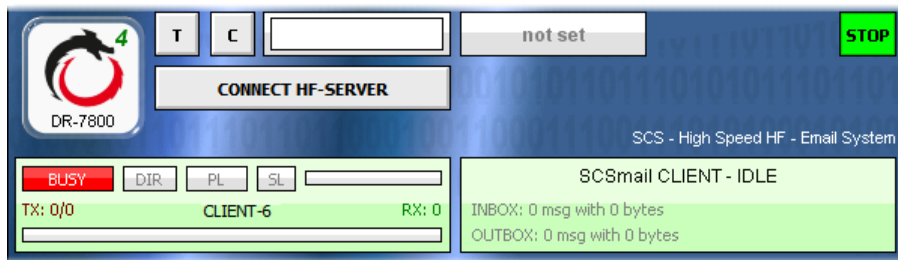 4
DR-7800
T
C
not set
STOP
CONNECT HF-SERVER
SCS - High Speed HF - Email System
BUSY
DIR
PL
SL
TX: 0/0
CLIENT-6
RX: 0
SCSmail CLIENT - IDLE
INBOX: 0 msg with 0 bytes
OUTBOX: 0 msg with 0 bytes